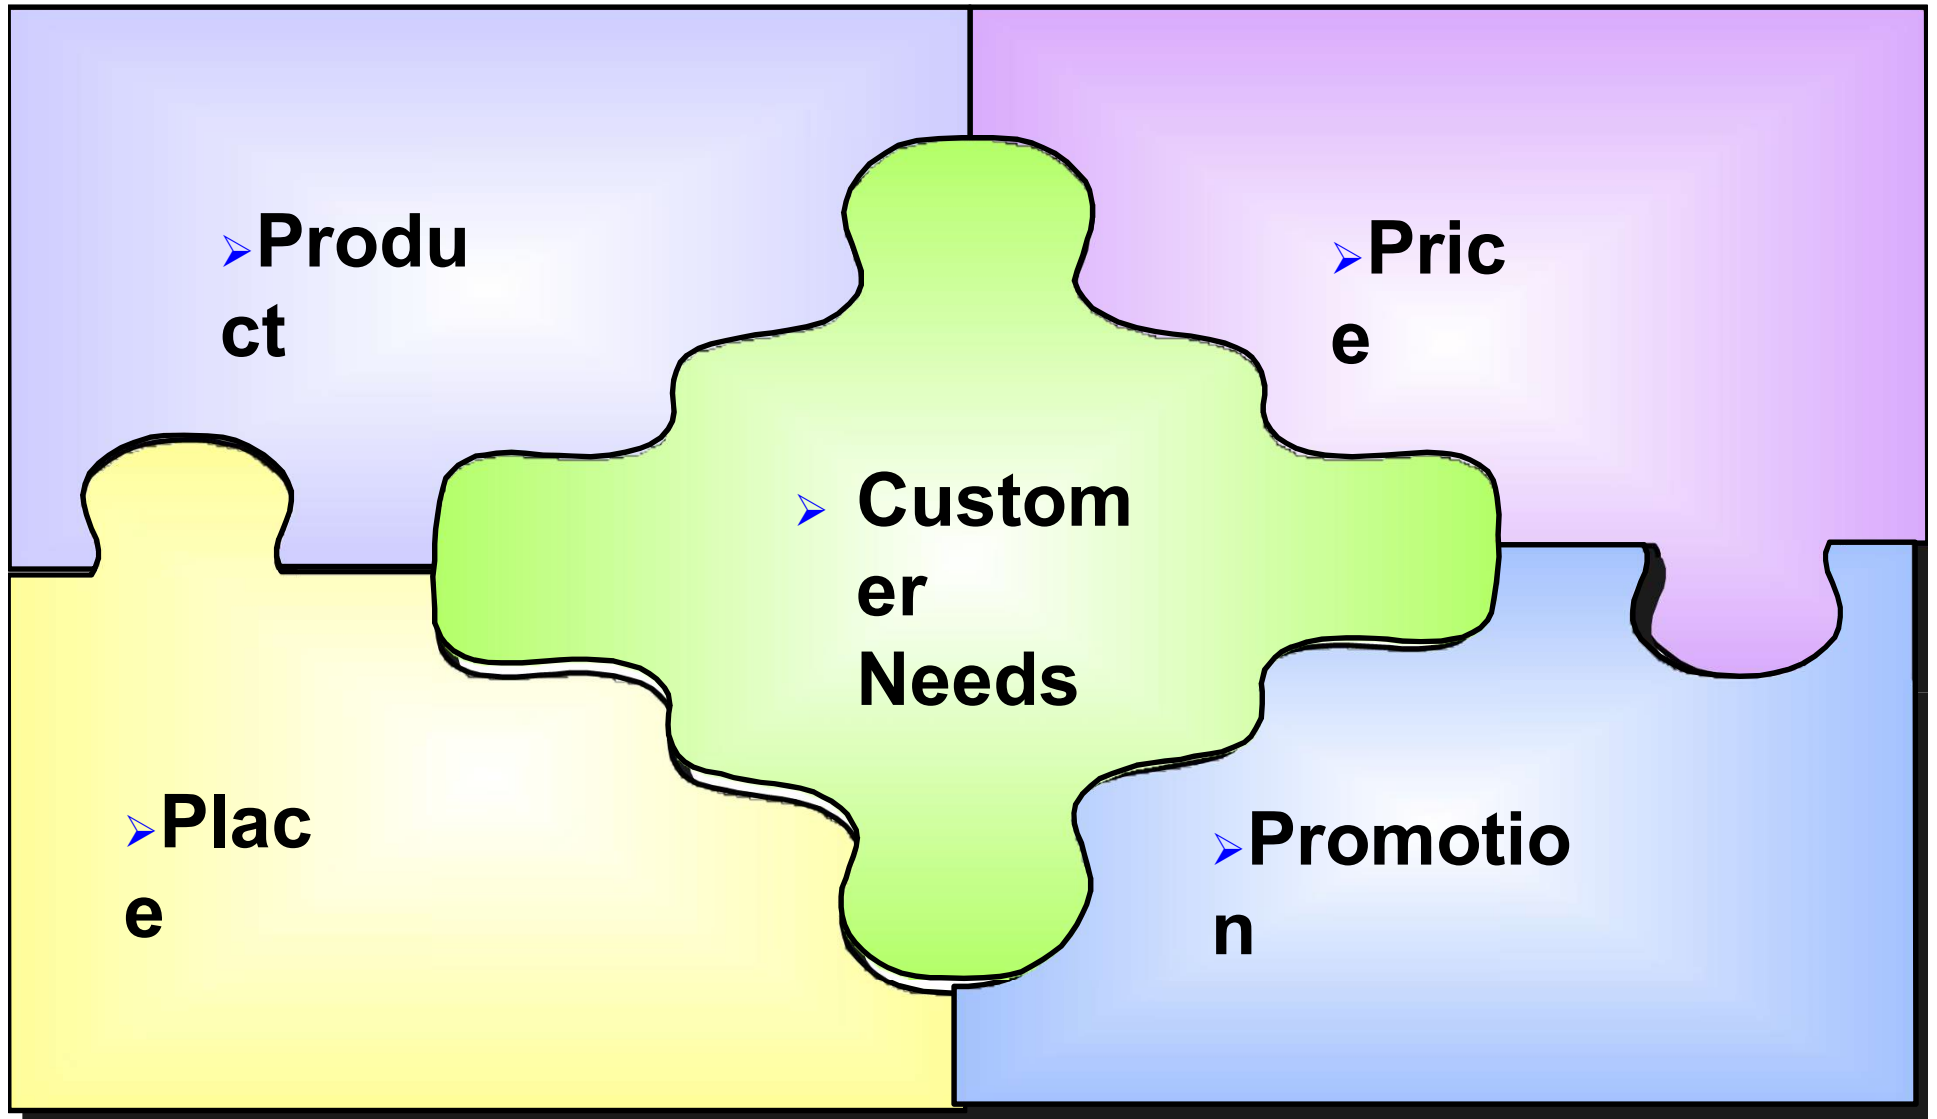 ➢Produ
ct
➢Pric
e
➢ Custom
er
Needs
➢Plac
e
➢Promotio
n